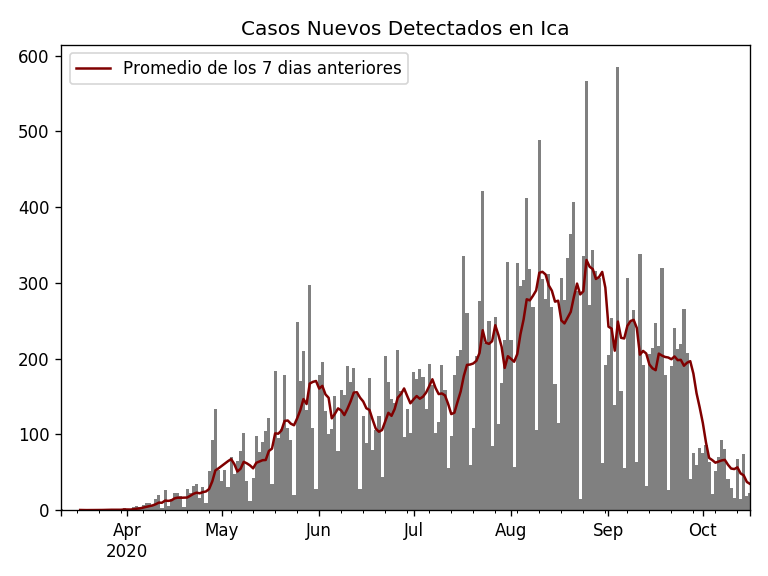 Casos Nuevos Detectados en Ica
Promedio de los 7 dias anteriores
600
500
400
300
200
100
0
Apr May Jun Jul Aug Sep Oct
2020